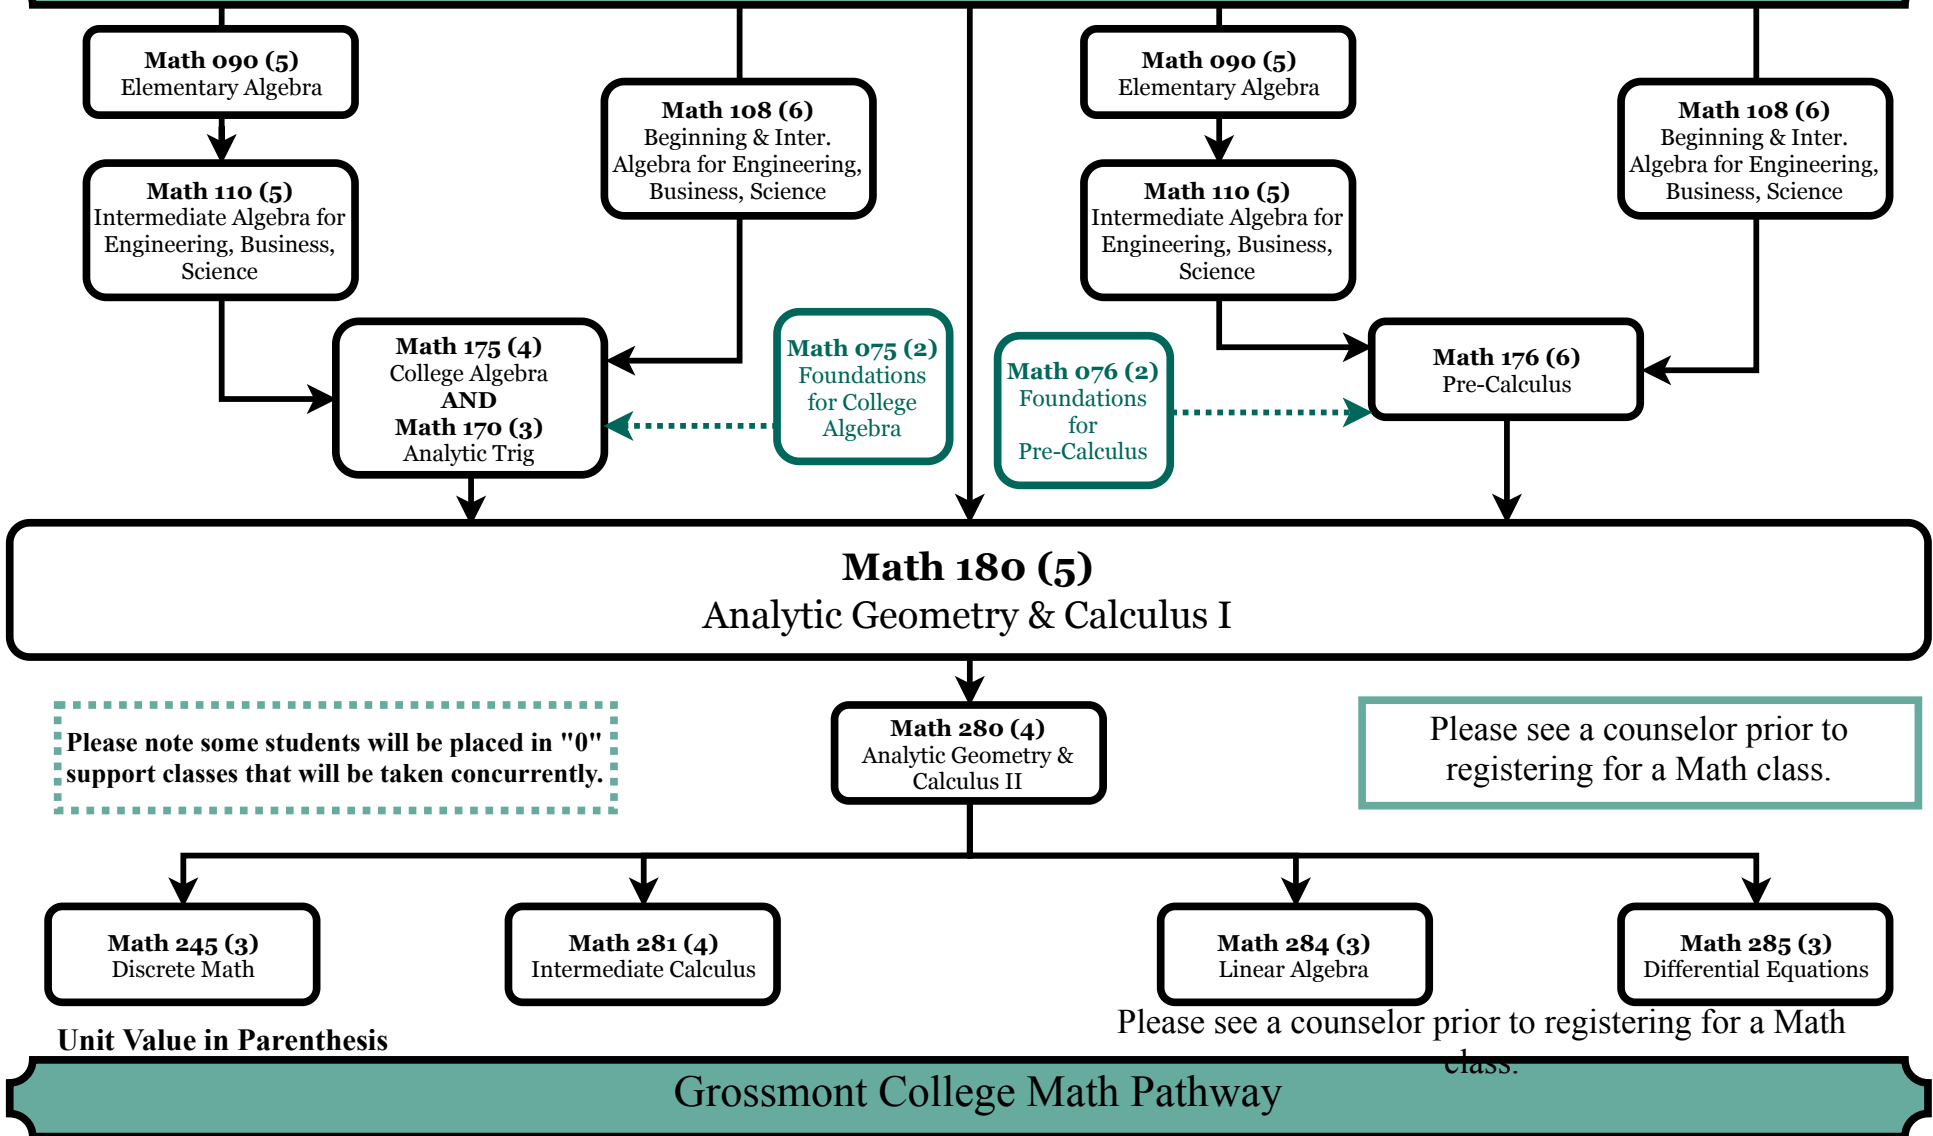 Math 090 (5)
Elementary Algebra
Math 110 (5)
Intermediate Algebra for
Engineering, Business,
Science
Math 108 (6)
Beginning & Inter.
Algebra for Engineering,
Business, Science
Math 175 (4)
College Algebra
AND
Math 170 (3)
Analytic Trig
Math 075 (2)
Foundations
for College
Algebra
Math 090 (5)
Elementary Algebra
Math 110 (5)
Intermediate Algebra for
Engineering, Business,
Science
Math 108 (6)
Beginning & Inter.
Algebra for Engineering,
Business, Science
Math 076 (2)
Foundations
for
Pre-Calculus
Math 176 (6)
Pre-Calculus
Math 180 (5)
Analytic Geometry & Calculus I
Please note some students will be placed in "0"
support classes that will be taken concurrently.
Math 280 (4)
Analytic Geometry &
Calculus II
Please see a counselor prior to
registering for a Math class.
Math 245 (3)
Discrete Math
Math 281 (4)
Intermediate Calculus
Math 284 (3)
Linear Algebra
Math 285 (3)
Differential Equations
Unit Value in Parenthesis
Please see a counselor prior to registering for a Math
class.
Grossmont College Math Pathway